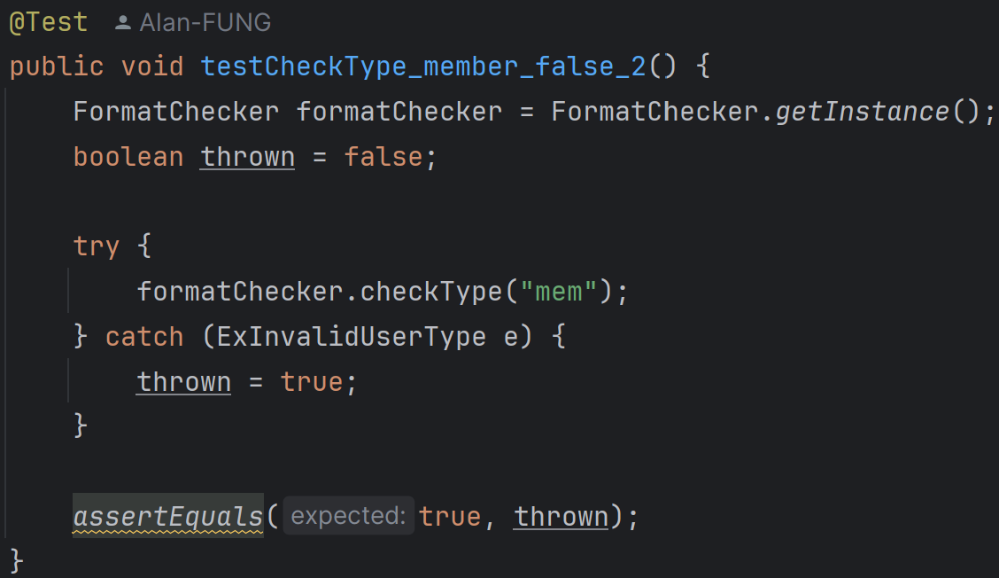 @Test Alan-FUNG
public void testCheckType_member_false_2() {
    FormatChecker formatChecker = FormatChecker.getInstance();
    boolean thrown = false;

    try {
        formatChecker.checkType("mem");
    } catch (ExInvalidUserType e) {
        thrown = true;
    }

    assertEquals( expected: true, thrown);
}